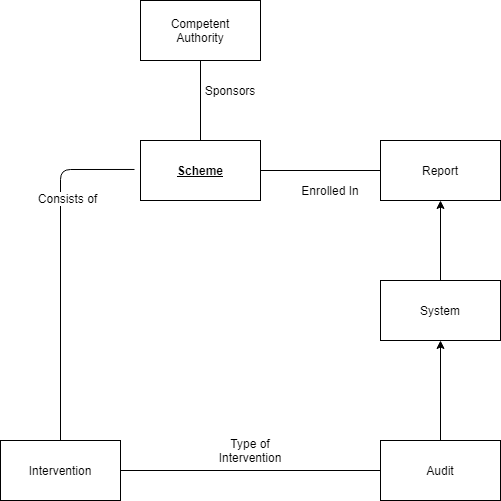 Competent
Authority
Sponsors
Scheme
Report
Enrolled In
Consists of
System
Type of
Intervention
Intervention
Audit